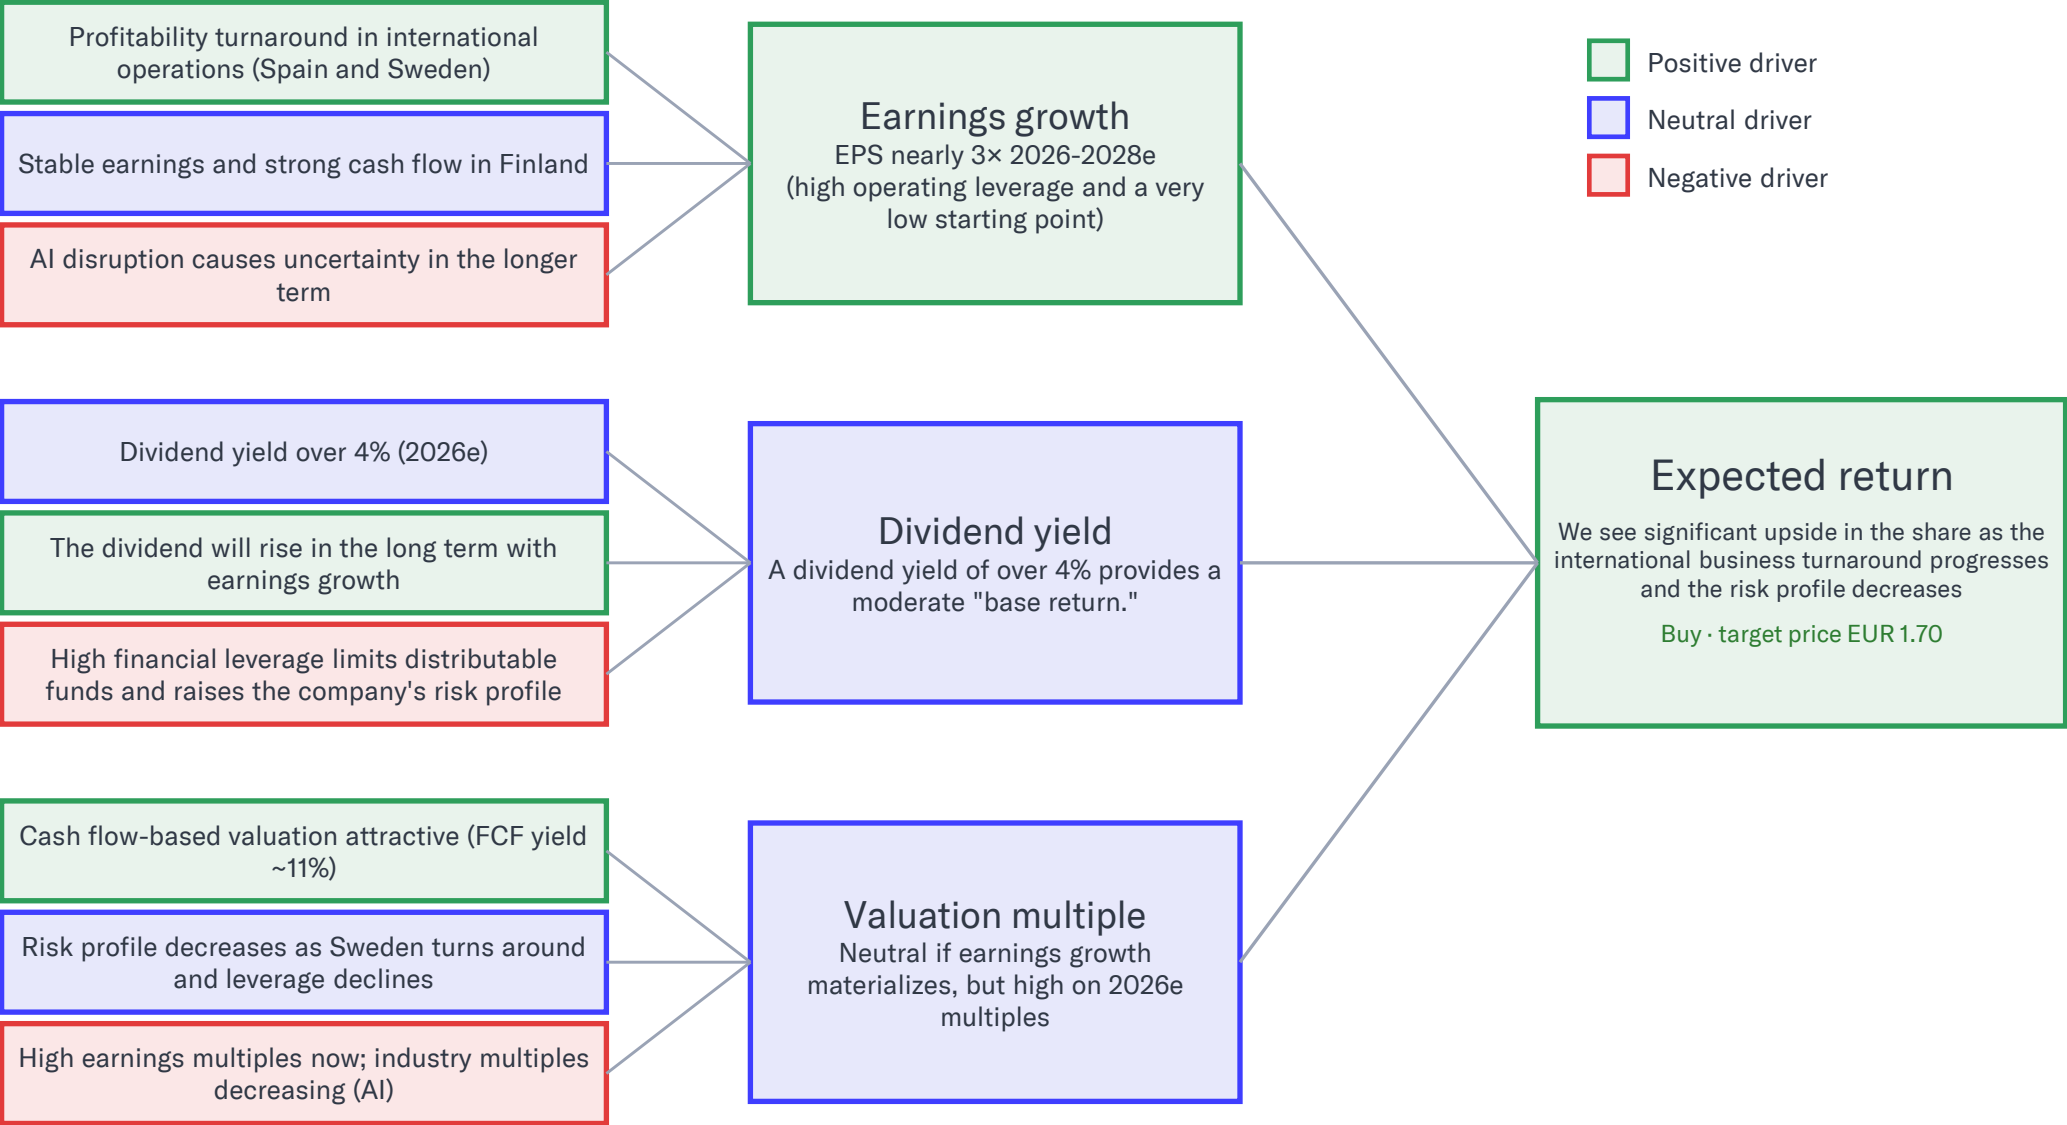 Profitability turnaround in international
operations (Spain and Sweden)
Stable earnings and strong cash flow in Finland
AI disruption causes uncertainty in the longer
term
Earnings growth
EPS nearly 3× 2026-2028e
(high operating leverage and a very
low starting point)
Positive driver
Neutral driver
Negative driver
Dividend yield over 4% (2026e)
The dividend will rise in the long term with
earnings growth
High financial leverage limits distributable
funds and raises the company's risk profile
Dividend yield
A dividend yield of over 4% provides a
moderate "base return."
Expected return
We see significant upside in the share as the
international business turnaround progresses
and the risk profile decreases
Buy · target price EUR 1.70
Cash flow-based valuation attractive (FCF yield
~11%)
Risk profile decreases as Sweden turns around
and leverage declines
High earnings multiples now; industry multiples
decreasing (AI)
Valuation multiple
Neutral if earnings growth
materializes, but high on 2026e
multiples